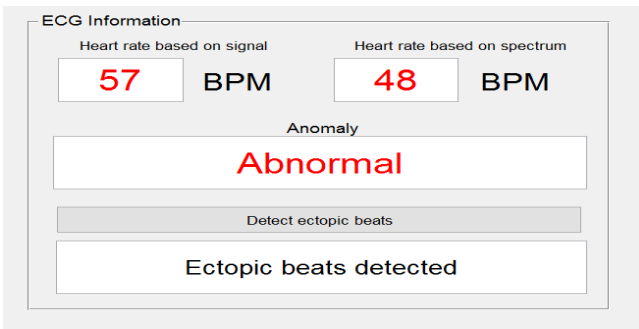 ECG Information
Heart rate based on signal Heart rate based on spectrum
57 BPM 48 BPM
Anomaly
Abnormal
Detect ectopic beats
Ectopic beats detected